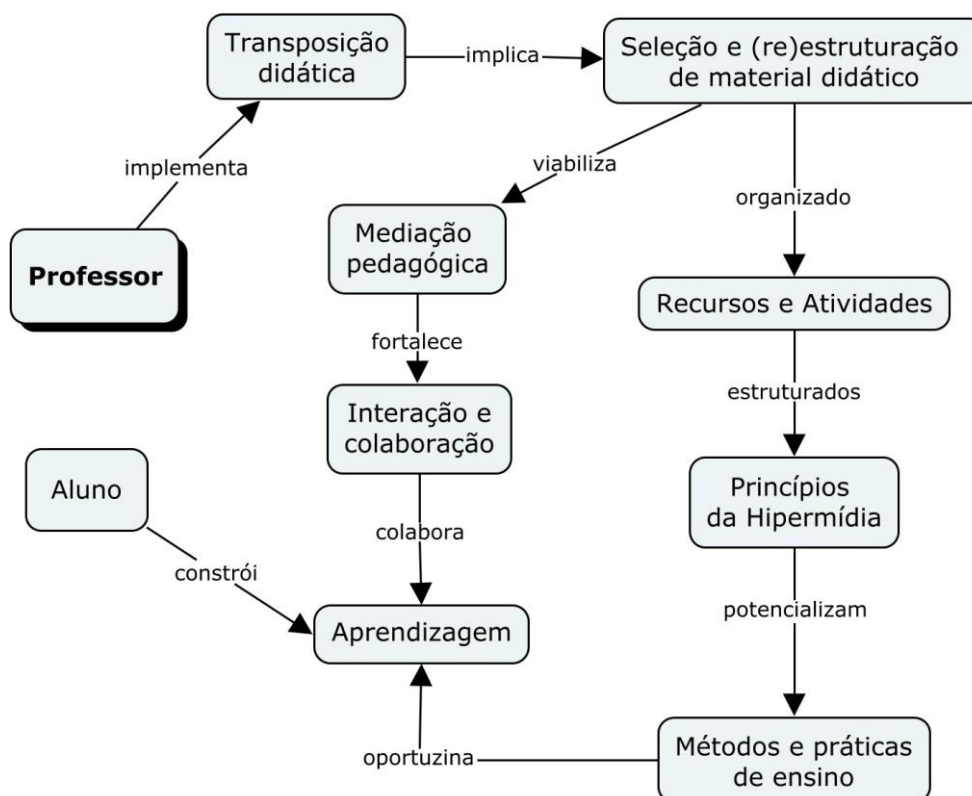 Transposição
didática
implica
Seleção e (re)estruturação
de material didático
implementa
viabiliza
organizado
Professor
Mediação
pedagógica
Recursos e Atividades
fortalece
estruturados
Interação e
colaboração
Aluno
Princípios
da Hipermídia
colabora
constrói
potencializam
Aprendizagem
oportuzina
Métodos e práticas
de ensino